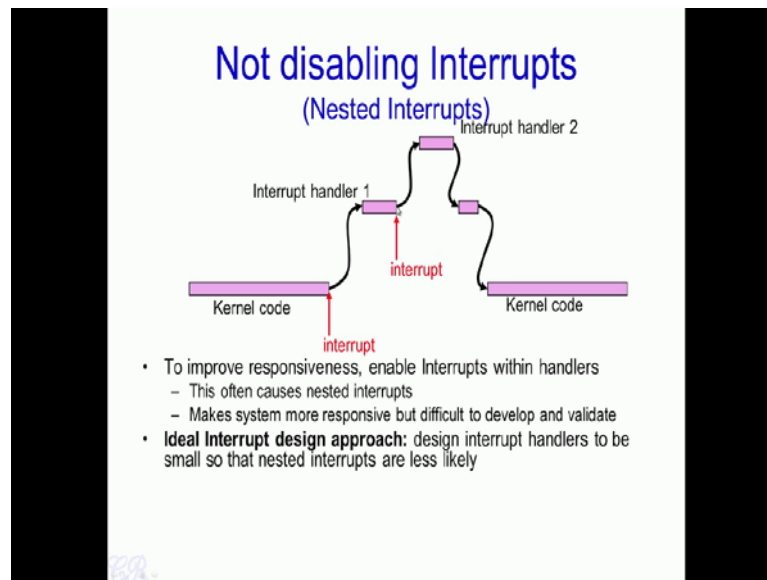 Not disabling Interrupts
(Nested Interrupts)
Interrupt handler 2
Interrupt handler 1
interrupt
Kernel code
Kernel code
interrupt
• To improve responsiveness, enable Interrupts within handlers
– This often causes nested interrupts
– Makes system more responsive but difficult to develop and validate
• Ideal Interrupt design approach: design interrupt handlers to be
small so that nested interrupts are less likely